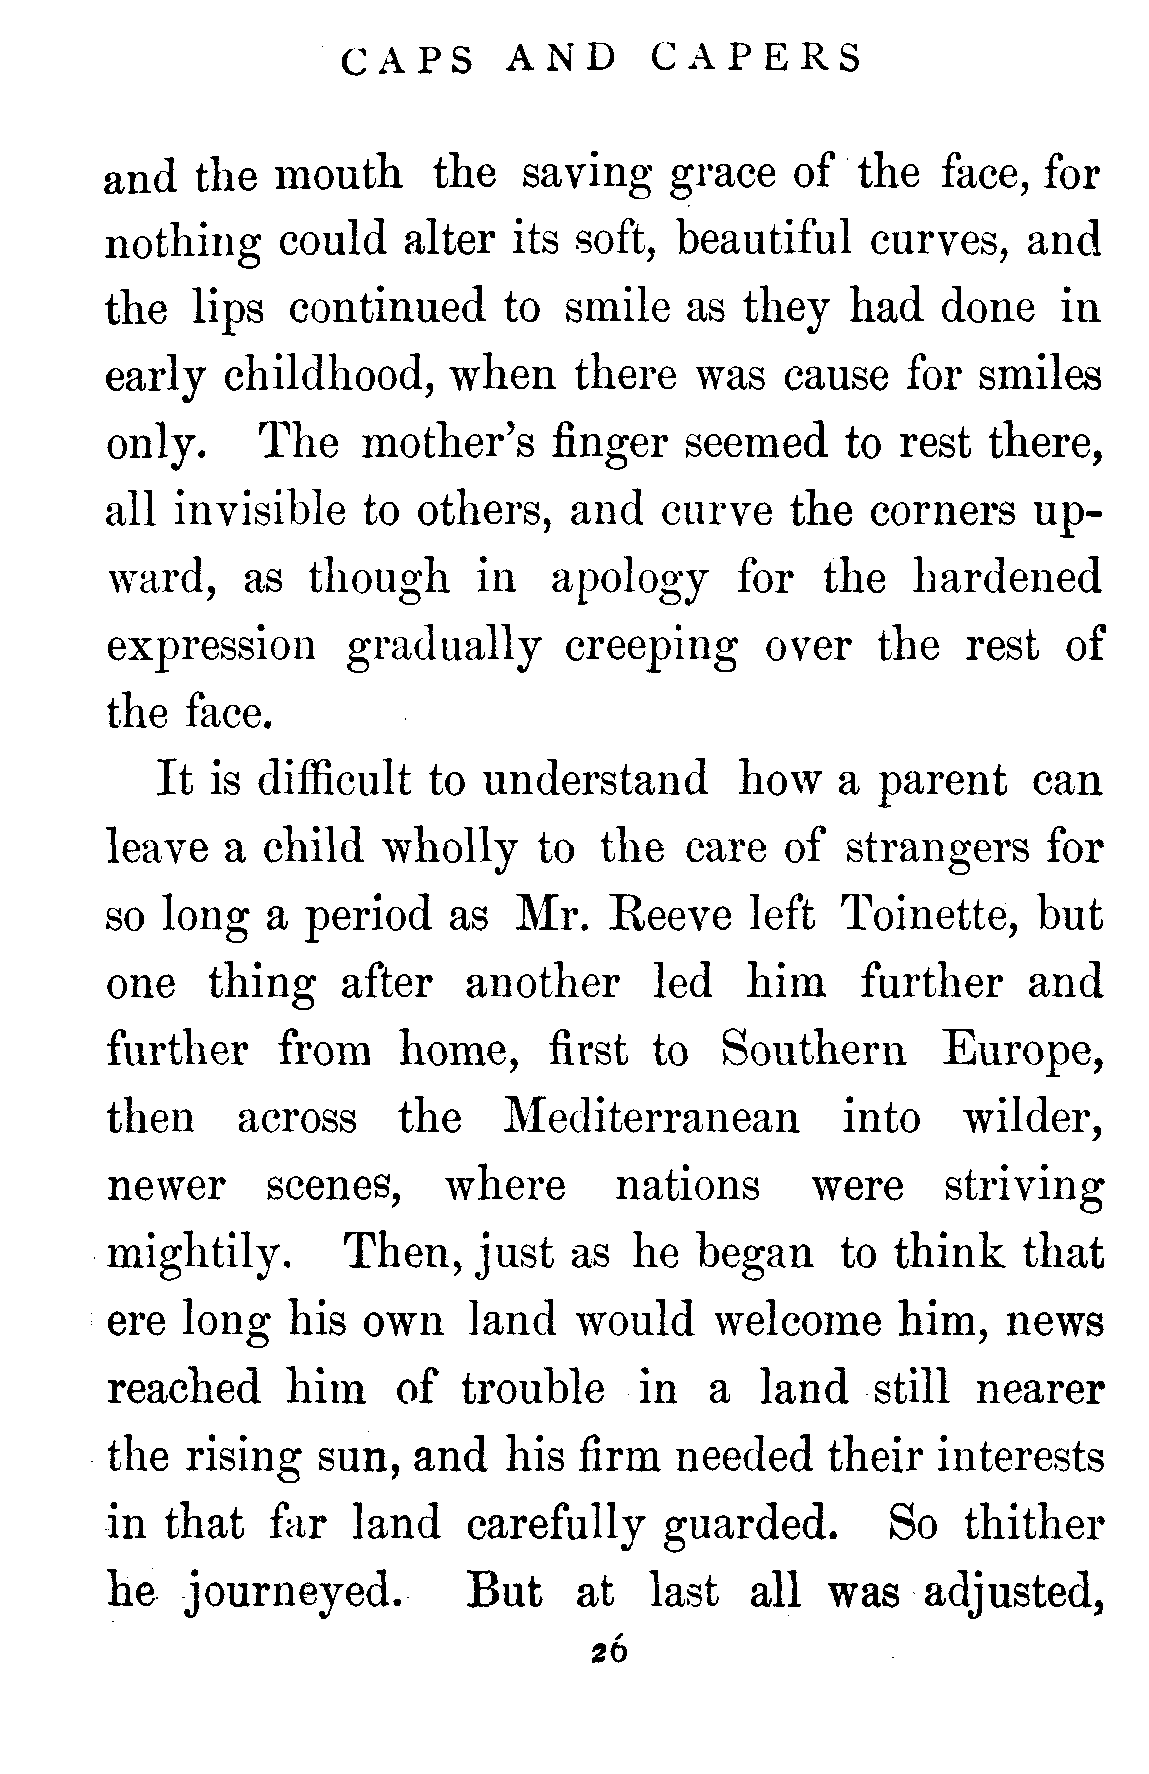 CAPS AND CAPERS
and the mouth the saving grace of the face, for
nothing could alter its soft, beautiful curves, and
the lips continued to smile as they had done in
early childhood, when there was cause for smiles
only. The mother's finger seemed to rest there,
all invisible to others, and curve the corners up-
ward, as though in apology for the hardened
expression gradually creeping over the rest of
the face.
It is difficult to understand how a parent can
leave a child wholly to the care of strangers for
so long a period as Mr. Reeve left Toinette, but
one thing after another led him further and
further from home, first to Southern Europe,
then across the Mediterranean into wilder,
newer scenes, where nations were striving
mightily. Then, just as he began to think that
ere long his own land would welcome him, news
reached him of trouble in a land still nearer
the rising sun, and his firm needed their interests
in that far land carefully guarded. So thither
he journeyed. But at last all was adjusted,
26